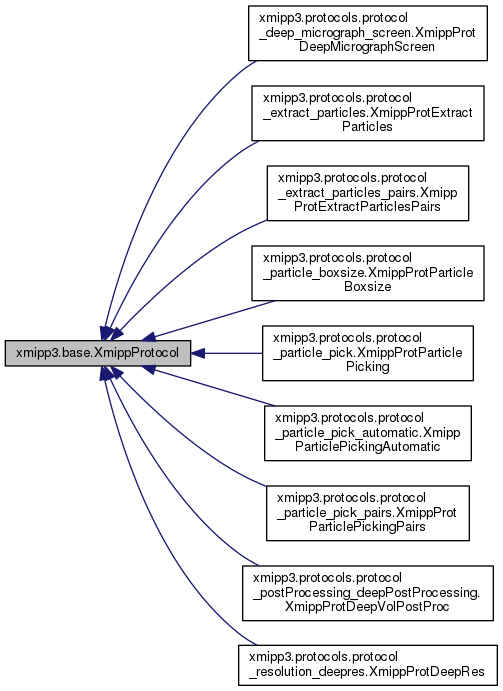 xmipp3.protocols.protocol
_deep_micrograph_screen.XmippProt
DeepMicrographScreen
xmipp3.protocols.protocol
_extract_particles.XmippProtExtract
Particles
xmipp3.protocols.protocol
_extract_particles_pairs.Xmipp
ProtExtractParticlesPairs
xmipp3.protocols.protocol
_particle_boxsize.XmippProtParticle
Boxsize
xmipp3.base.XmippProtocol
xmipp3.protocols.protocol
_particle_pick.XmippProtParticle
Picking
xmipp3.protocols.protocol
_particle_pick_automatic.Xmipp
ParticlePickingAutomatic
xmipp3.protocols.protocol
_particle_pick_pairs.XmippProt
ParticlePickingPairs
xmipp3.protocols.protocol
_postProcessing_deepPostProcessing.
XmippProtDeepVolPostProc
xmipp3.protocols.protocol
_resolution_deepres.XmippProtDeepRes